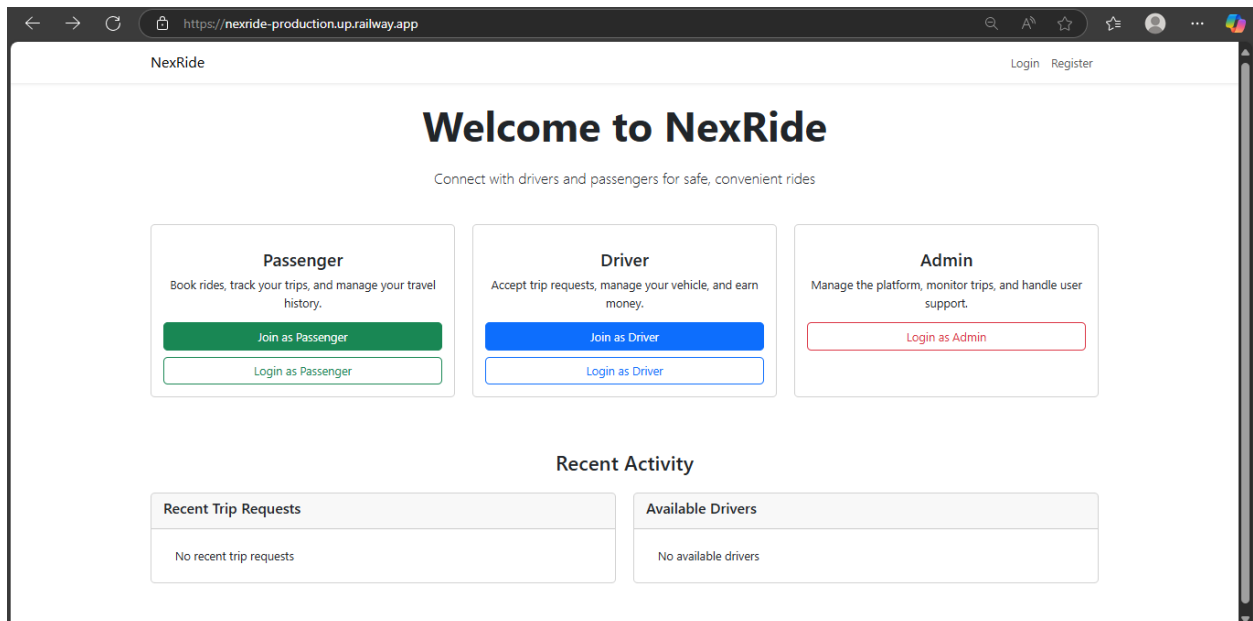 https://nexride-production.up.railway.app
NexRide
Login Register
Welcome to NexRide
Connect with drivers and passengers for safe, convenient rides
Passenger
Book rides, track your trips, and manage your travel
history.
Join as Passenger
Login as Passenger
Driver
Accept trip requests, manage your vehicle, and earn
money.
Join as Driver
Login as Driver
Admin
Manage the platform, monitor trips, and handle user
support.
Login as Admin
Recent Activity
Recent Trip Requests
No recent trip requests
Available Drivers
No available drivers